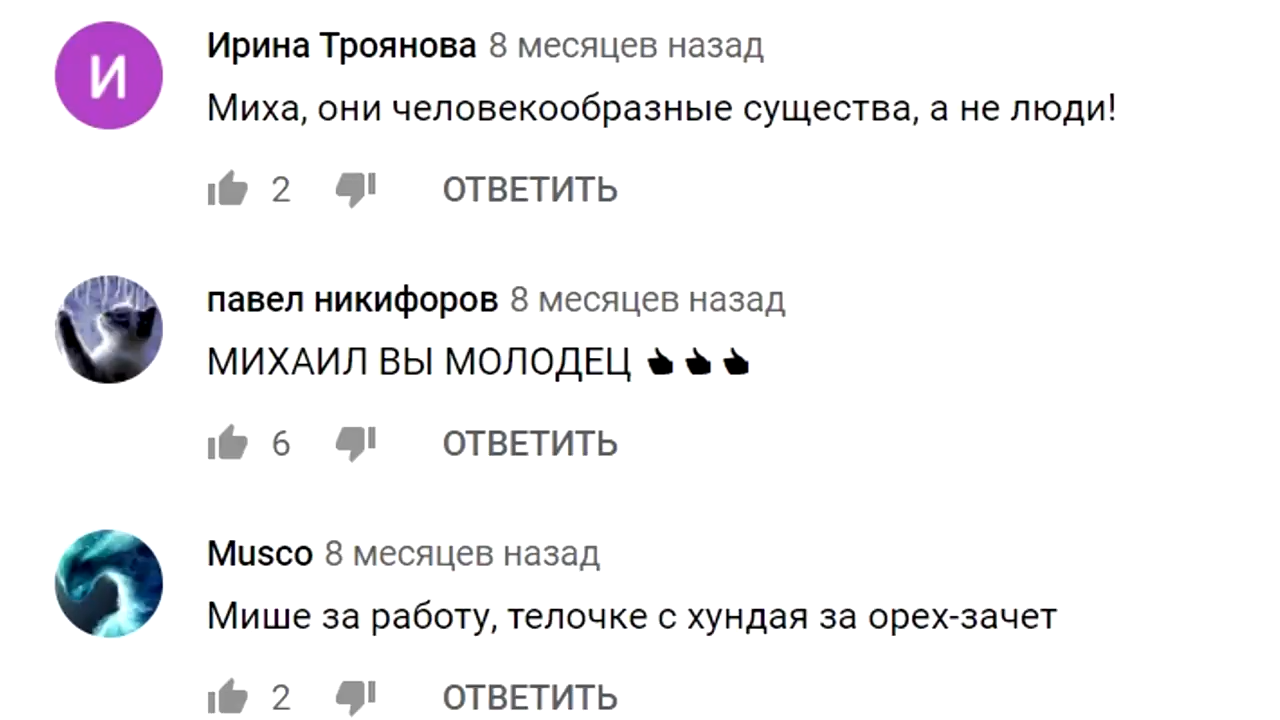 И
Ирина Троянова 8 месяцев назад
Миха, они человекообразные существа, а не люди!
2 ОТВЕТИТЬ
павел никифоров 8 месяцев назад
МИХАИЛ ВЫ МОЛОДЕЦ 👍👍👍
6 ОТВЕТИТЬ
Musco 8 месяцев назад
Мише за работу, телочке с хундая за орех-зачет
2 ОТВЕТИТЬ